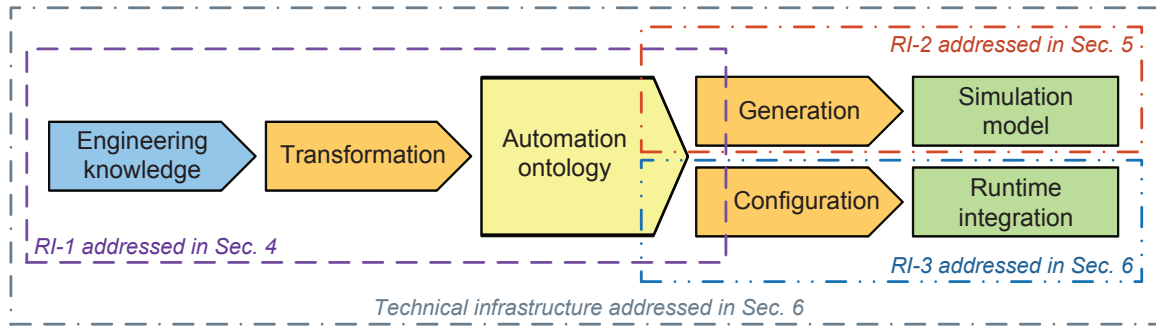 RI-2 addressed in Sec. 5
Engineering
knowledge
Transformation
Automation
ontology
Generation
Simulation
model
Configuration
Runtime
integration
RI-1 addressed in Sec. 4
RI-3 addressed in Sec. 6
Technical infrastructure addressed in Sec. 6